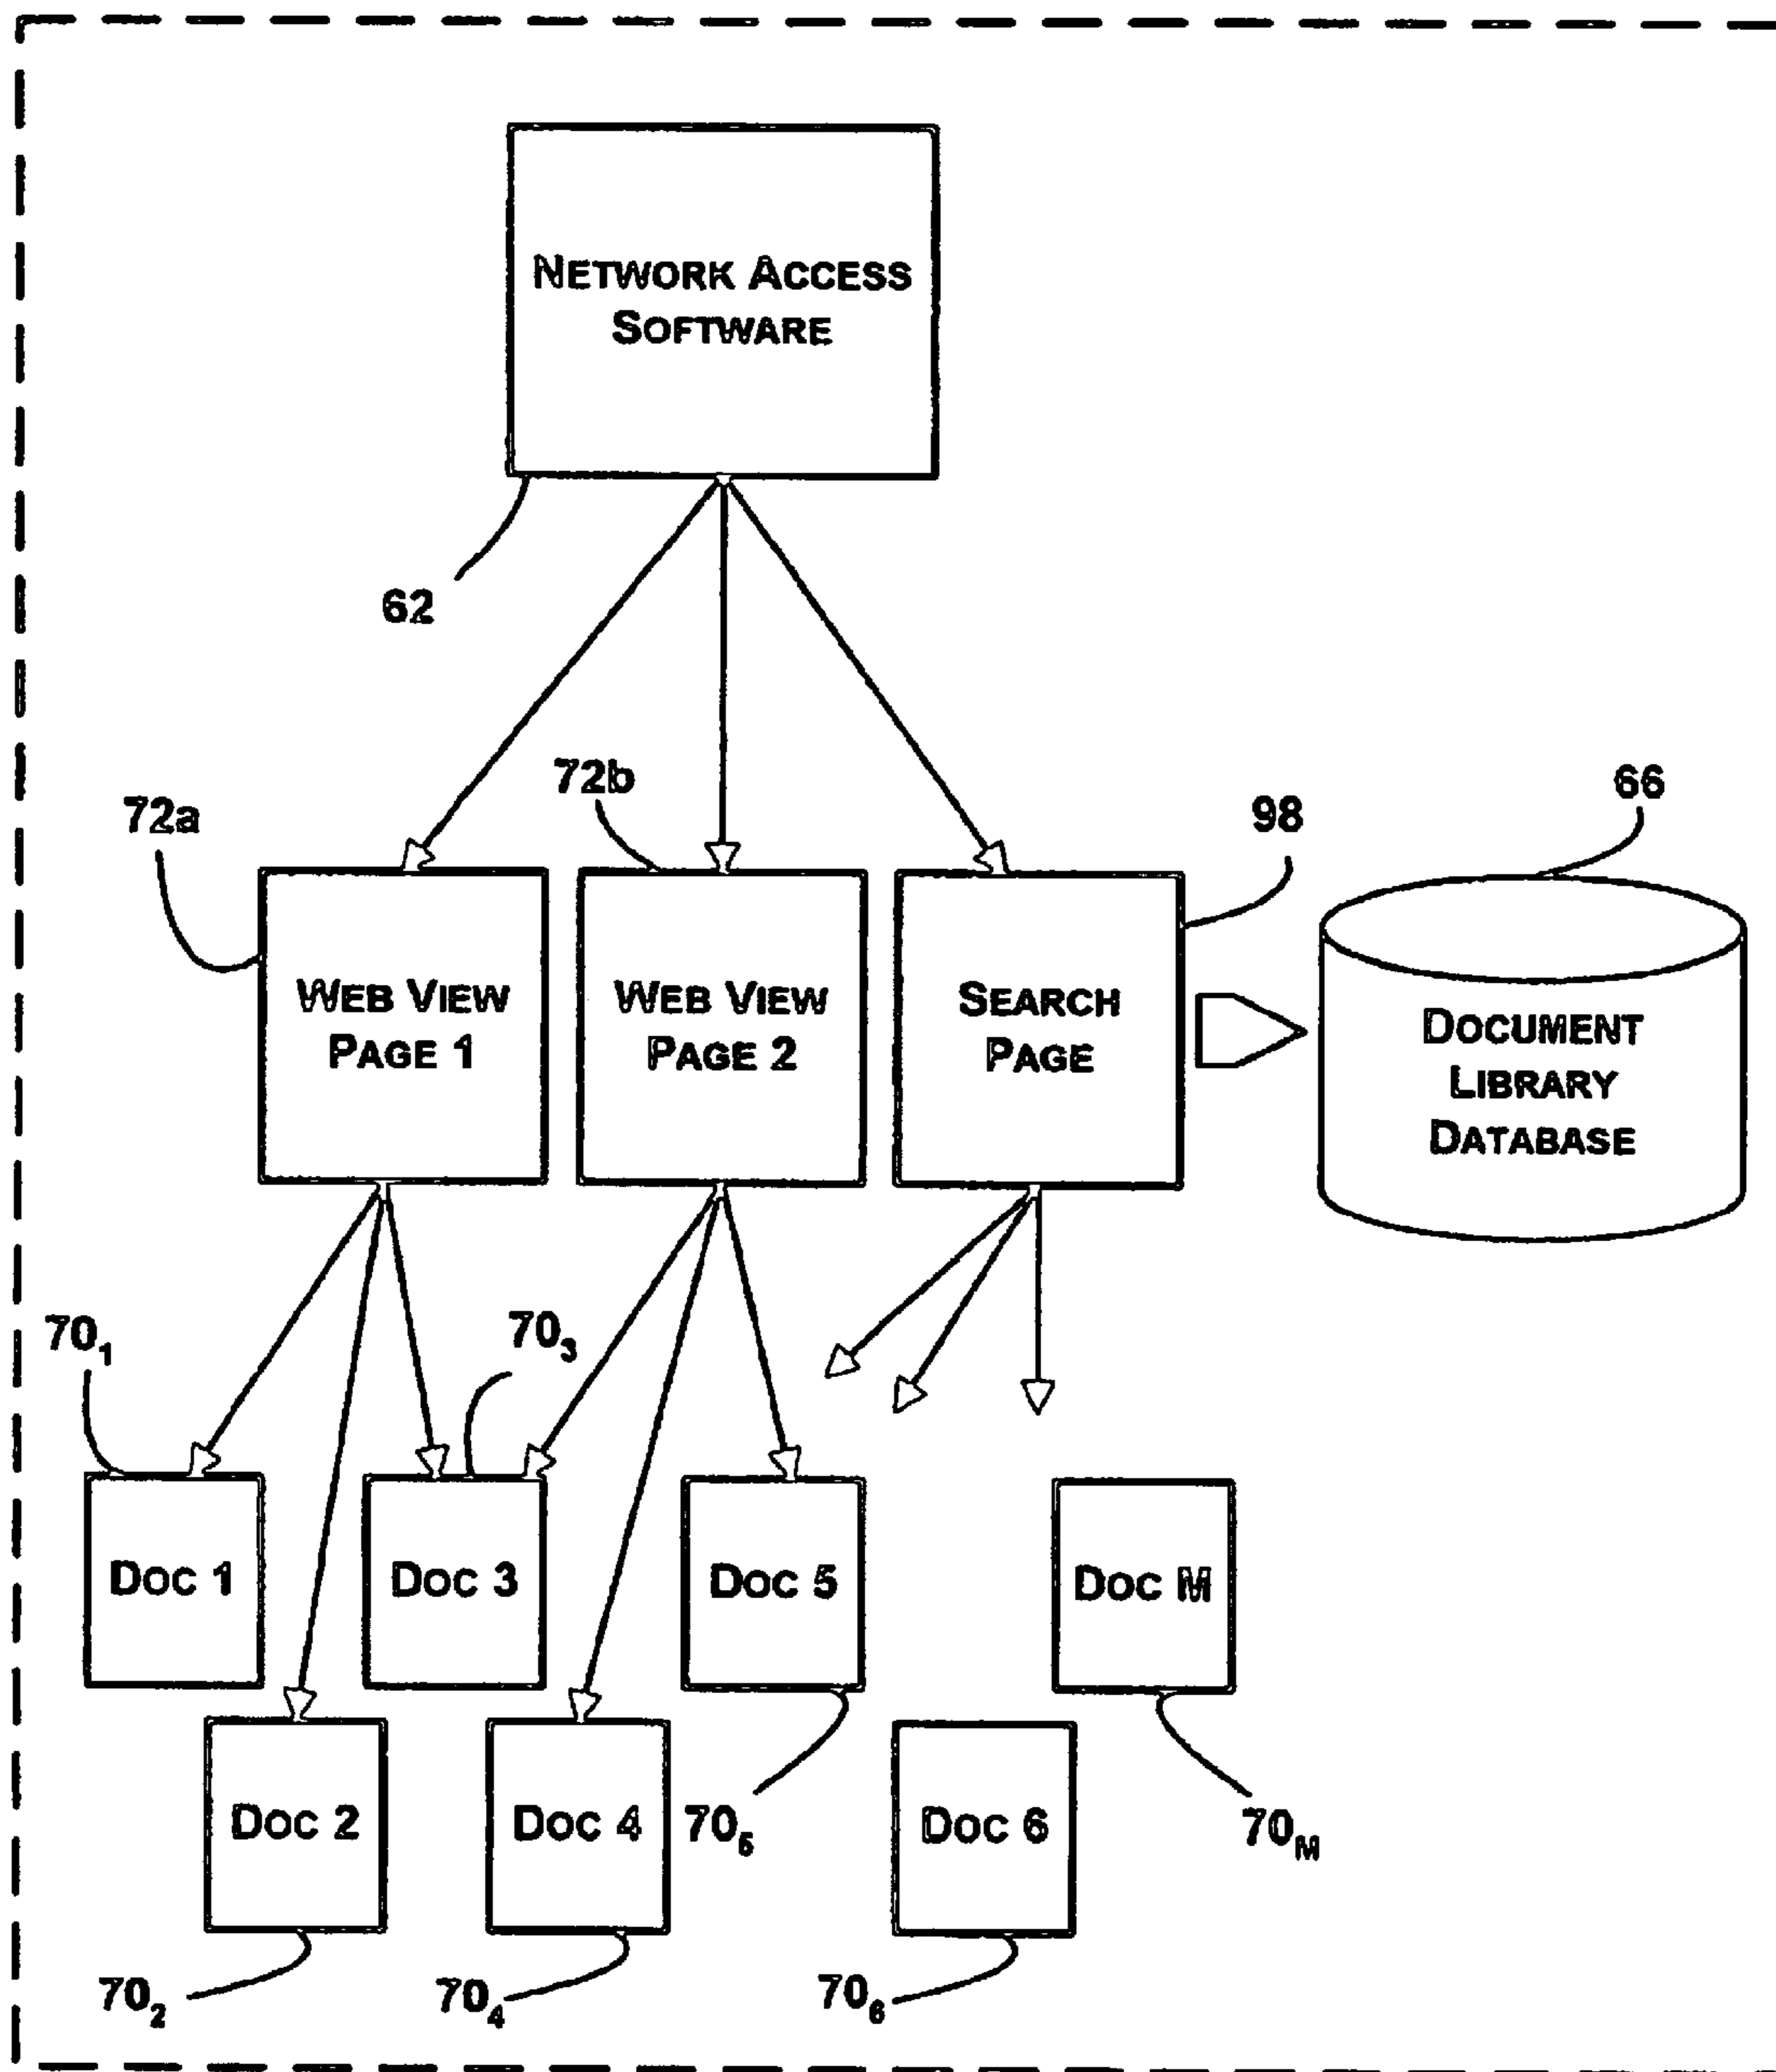 NETWORK ACCESS
SOFTWARE
62
72a
72b
98
66
WEB VIEW
PAGE 1
WEB VIEW
PAGE 2
SEARCH
PAGE
DOCUMENT
LIBRARY
DATABASE
70₁
70₃
DOC 1
DOC 3
DOC 5
DOC M
DOC 2
DOC 4
70₅
DOC 6
70M
70₂
70₄
70₆